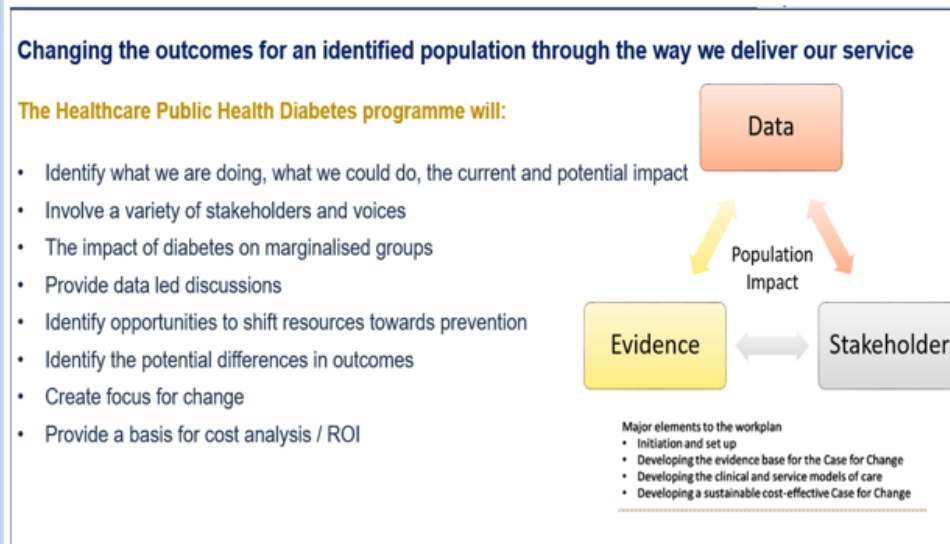 Changing the outcomes for an identified population through the way we deliver our service
The Healthcare Public Health Diabetes programme will:
• Identify what we are doing, what we could do, the current and potential impact
• Involve a variety of stakeholders and voices
• The impact of diabetes on marginalised groups
• Provide data led discussions
• Identify opportunities to shift resources towards prevention
• Identify the potential differences in outcomes
• Create focus for change
• Provide a basis for cost analysis / ROI
Data
Population
Impact
Evidence
Stakeholder
Major elements to the workplan
• Initiation and set up
• Developing the evidence base for the Case for Change
• Developing the clinical and service models of care
• Developing a sustainable cost-effective Case for Change